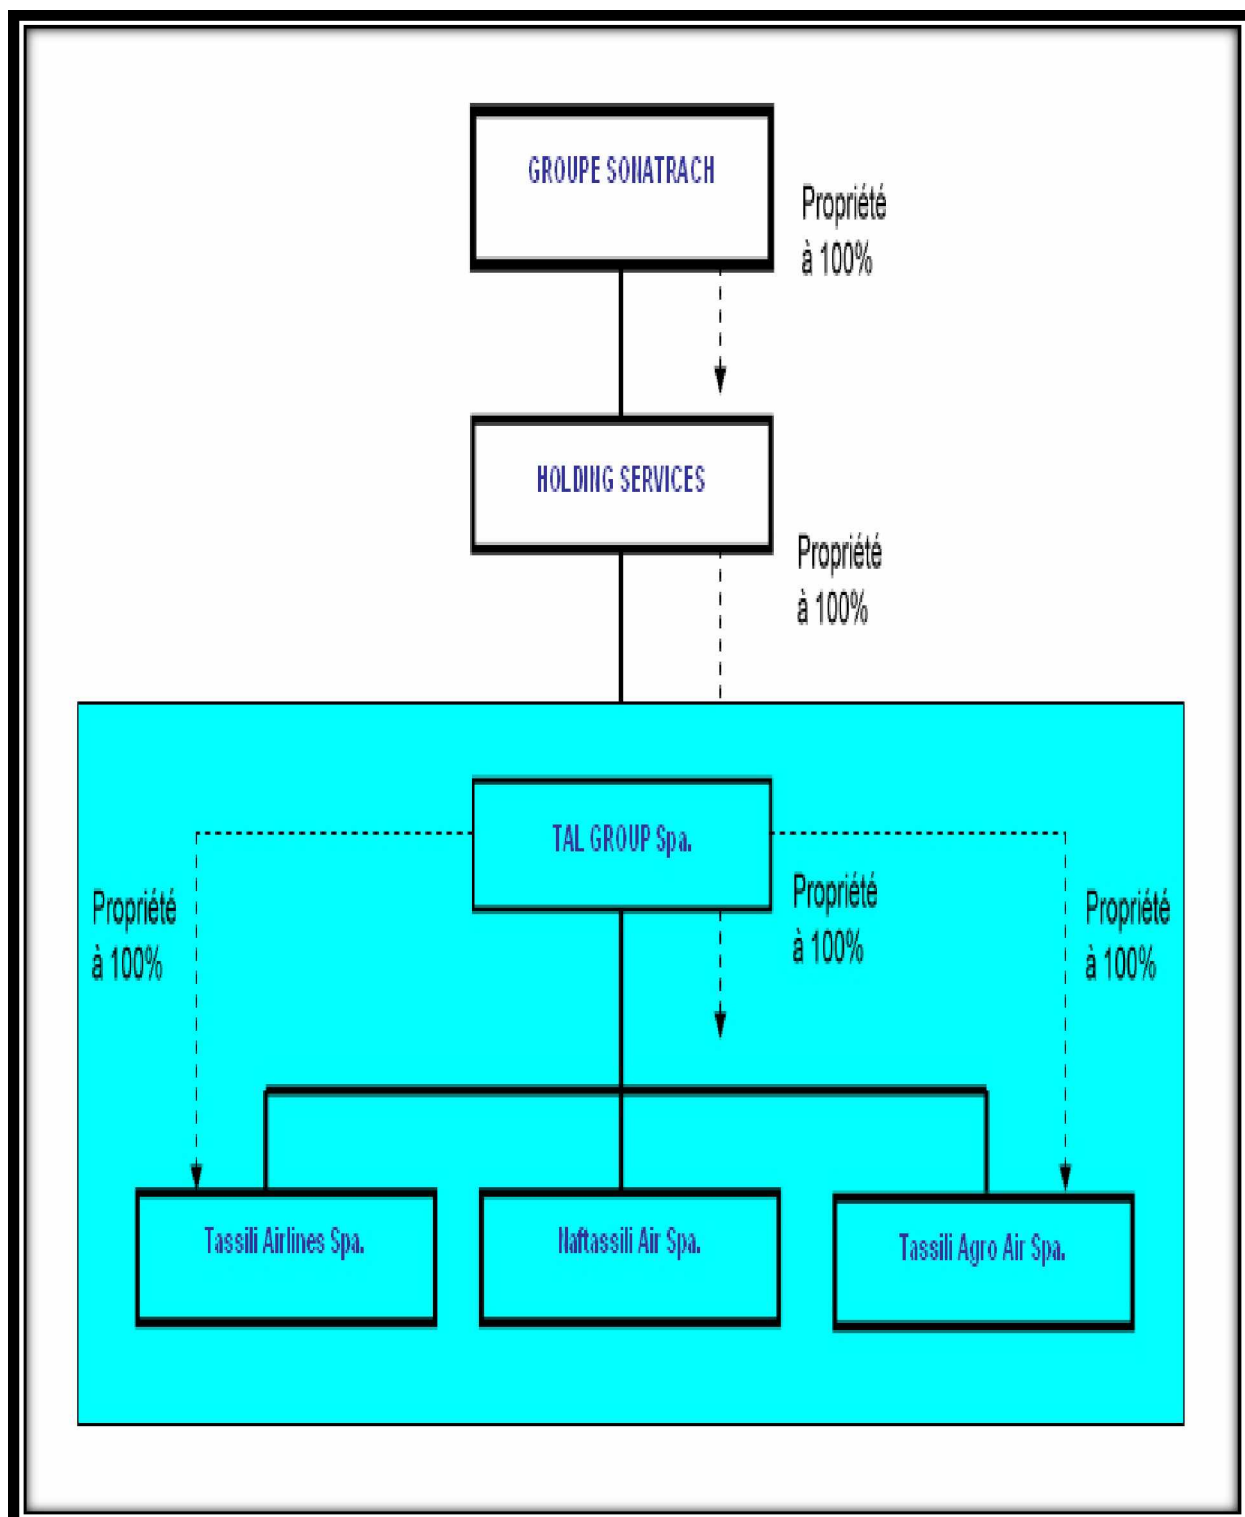 GROUPE SONATRACH
Propriété
à 100%
HOLDING SERVICES
Propriété
à 100%
TAL GROUP Spa.
Propriété
à 100%
Propriété
à 100%
Propriété
à 100%
Tassili Airlines Spa.
Naftassili Air Spa.
Tassili Agro Air Spa.